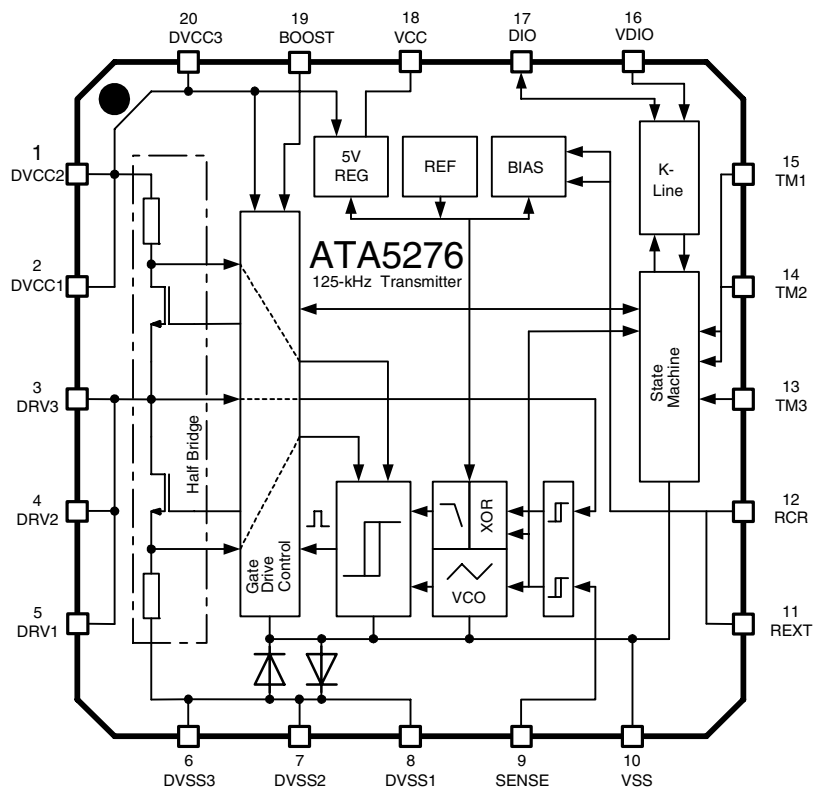 20
DVCC3
19
BOOST
18
VCC
17
DIO
16
VDIO
1
DVCC2
2
DVCC1
3
DRV3
4
DRV2
5
DRV1
5V
REG
REF
BIAS
K-
Line
ATA5276
125-kHz Transmitter
State
Machine
Half Bridge
Gate
Drive
Control
XOR
VCO
15
TM1
14
TM2
13
TM3
12
RCR
11
REXT
6
DVSS3
7
DVSS2
8
DVSS1
9
SENSE
10
VSS